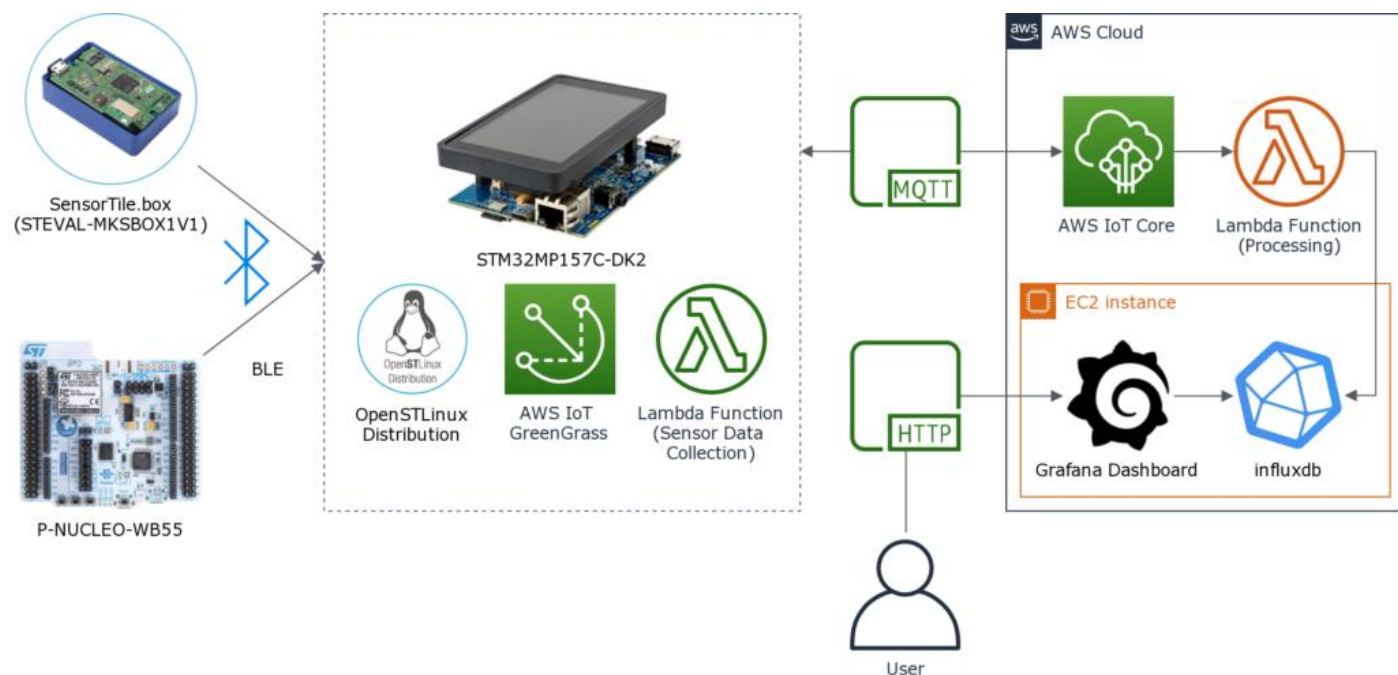 SensorTile.box
(STEVAL-MKSBOX1V1)
BLE
P-NUCLEO-WB55
STM32MP157C-DK2
OpenSTLinux
Distribution
OpenSTLinux
Distribution
AWS IoT
GreenGrass
Lambda Function
(Sensor Data
Collection)
MQTT
HTTP
User
aws
AWS Cloud
AWS IoT Core
Lambda Function
(Processing)
EC2 instance
Grafana Dashboard
influxdb